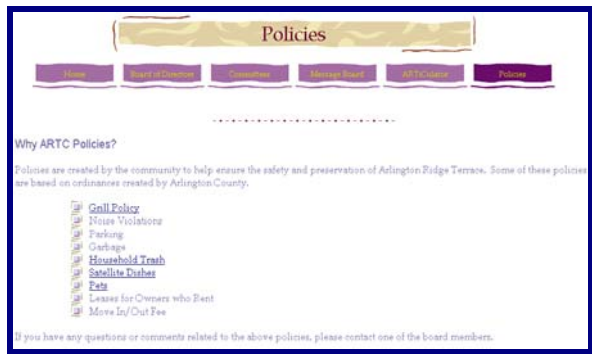 Policies
Home Board of Directors Committees Message Board ARTiCulator Policies
Why ARTC Policies?
Policies are created by the community to help ensure the safety and preservation of Arlington Ridge Terrace. Some of these policies
are based on ordinances created by Arlington County.
Grill Policy
Noise Violations
Parking
Garbage
Household Trash
Satellite Dishes
Pets
Leases for Owners who Rent
Move In/Out Fee
If you have any questions or comments related to the above policies, please contact one of the board members.